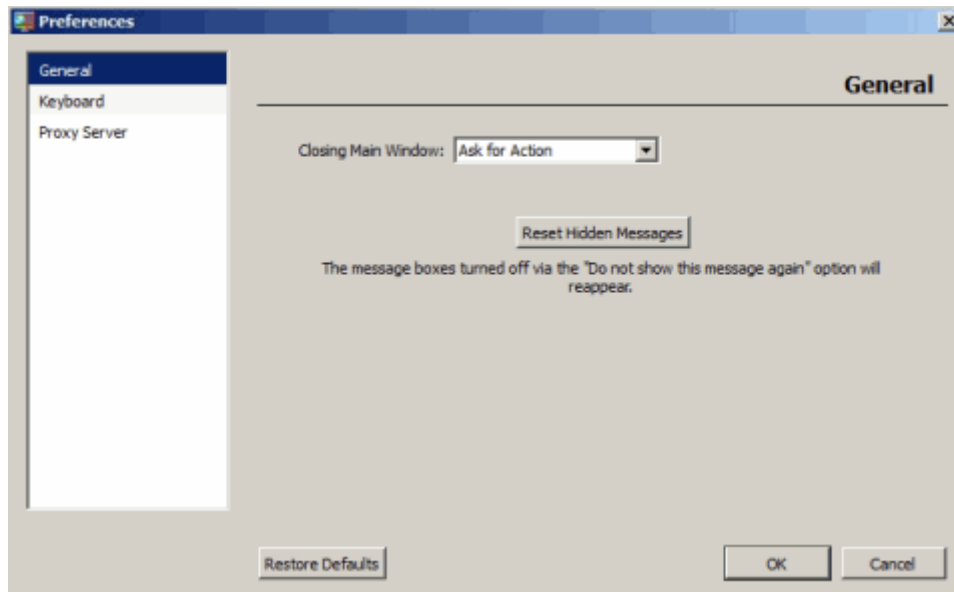 Preferences
General
Keyboard
Proxy Server
General
Closing Main Window: Ask for Action
Reset Hidden Messages
The message boxes turned off via the "Do not show this message again" option will
reappear.
Restore Defaults
OK
Cancel